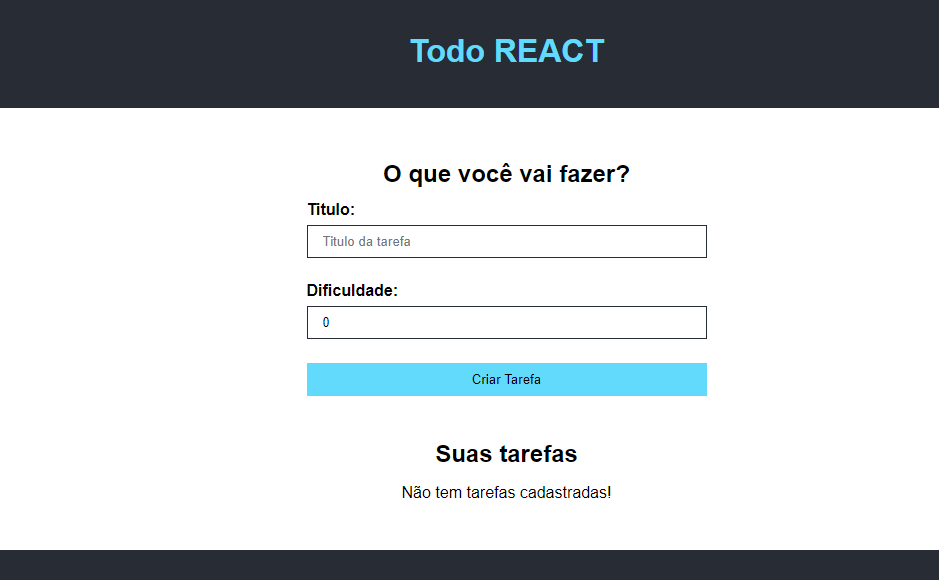 Todo REACT
O que você vai fazer?
Titulo:
Título da tarefa
Dificuldade:
0
Criar Tarefa
Suas tarefas
Não tem tarefas cadastradas!